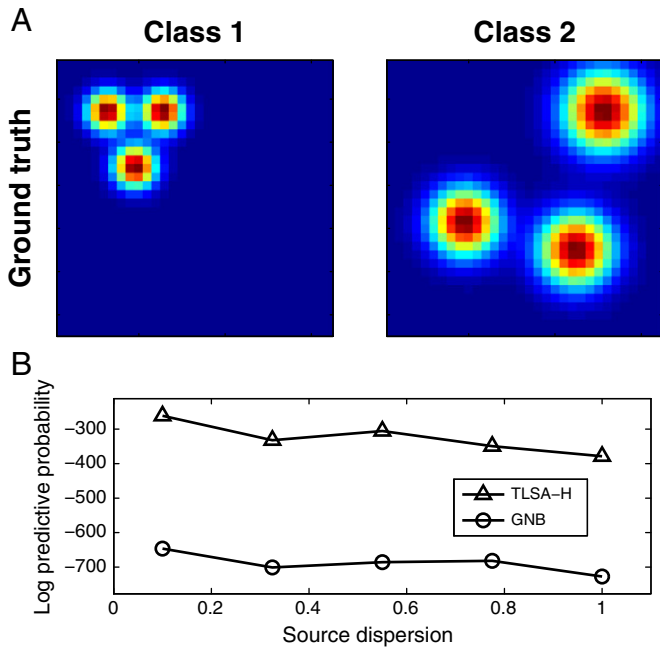 A
Class 1
Class 2
Ground truth
B
Log predictive probability
−300
−400
−500
−600
−700
TLSA−H
GNB
0
0.2
0.4
0.6
0.8
1
Source dispersion